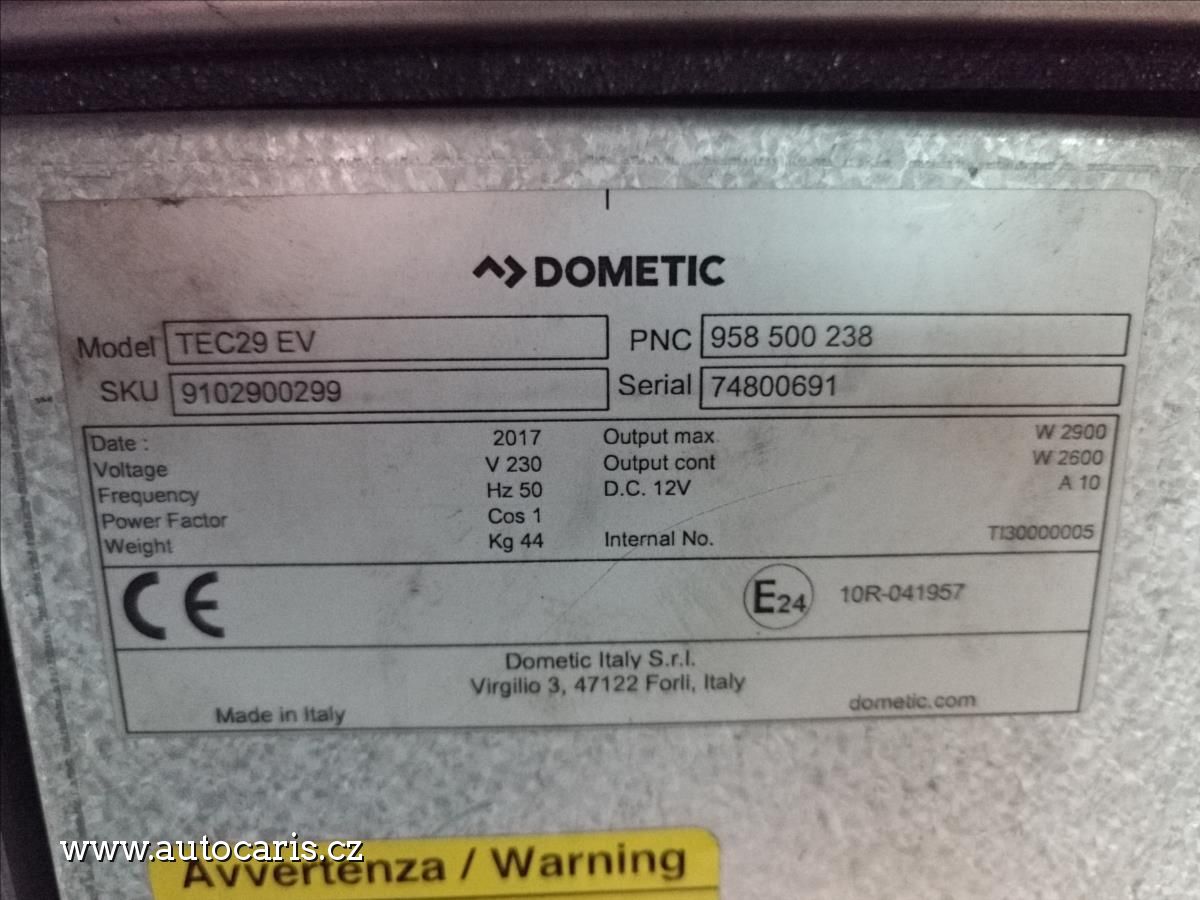 DOMETIC
Model TEC29 EV PNC 958 500 238
SKU 9102900299 Serial 74800691
Date : 2017 Output max W 2900
Voltage V 230 Output cont W 2600
Frequency Hz 50 D.C. 12V A 10
Power Factor Cos 1
Weight Kg 44 Internal No. TI30000005
CE E24 10R-041957
Dometic Italy S.r.l.
Virgilio 3, 47122 Forli, Italy
Made in Italy dometic.com
www.autocaris.cz
Avvertenza / Warning